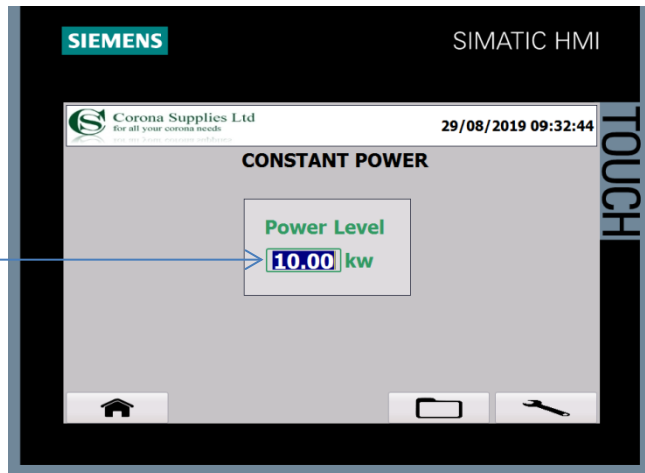 SIEMENS
SIMATIC HMI
Corona Supplies Ltd
for all your corona needs
29/08/2019 09:32:44
TOUCH
CONSTANT POWER
Power Level
10.00 kw